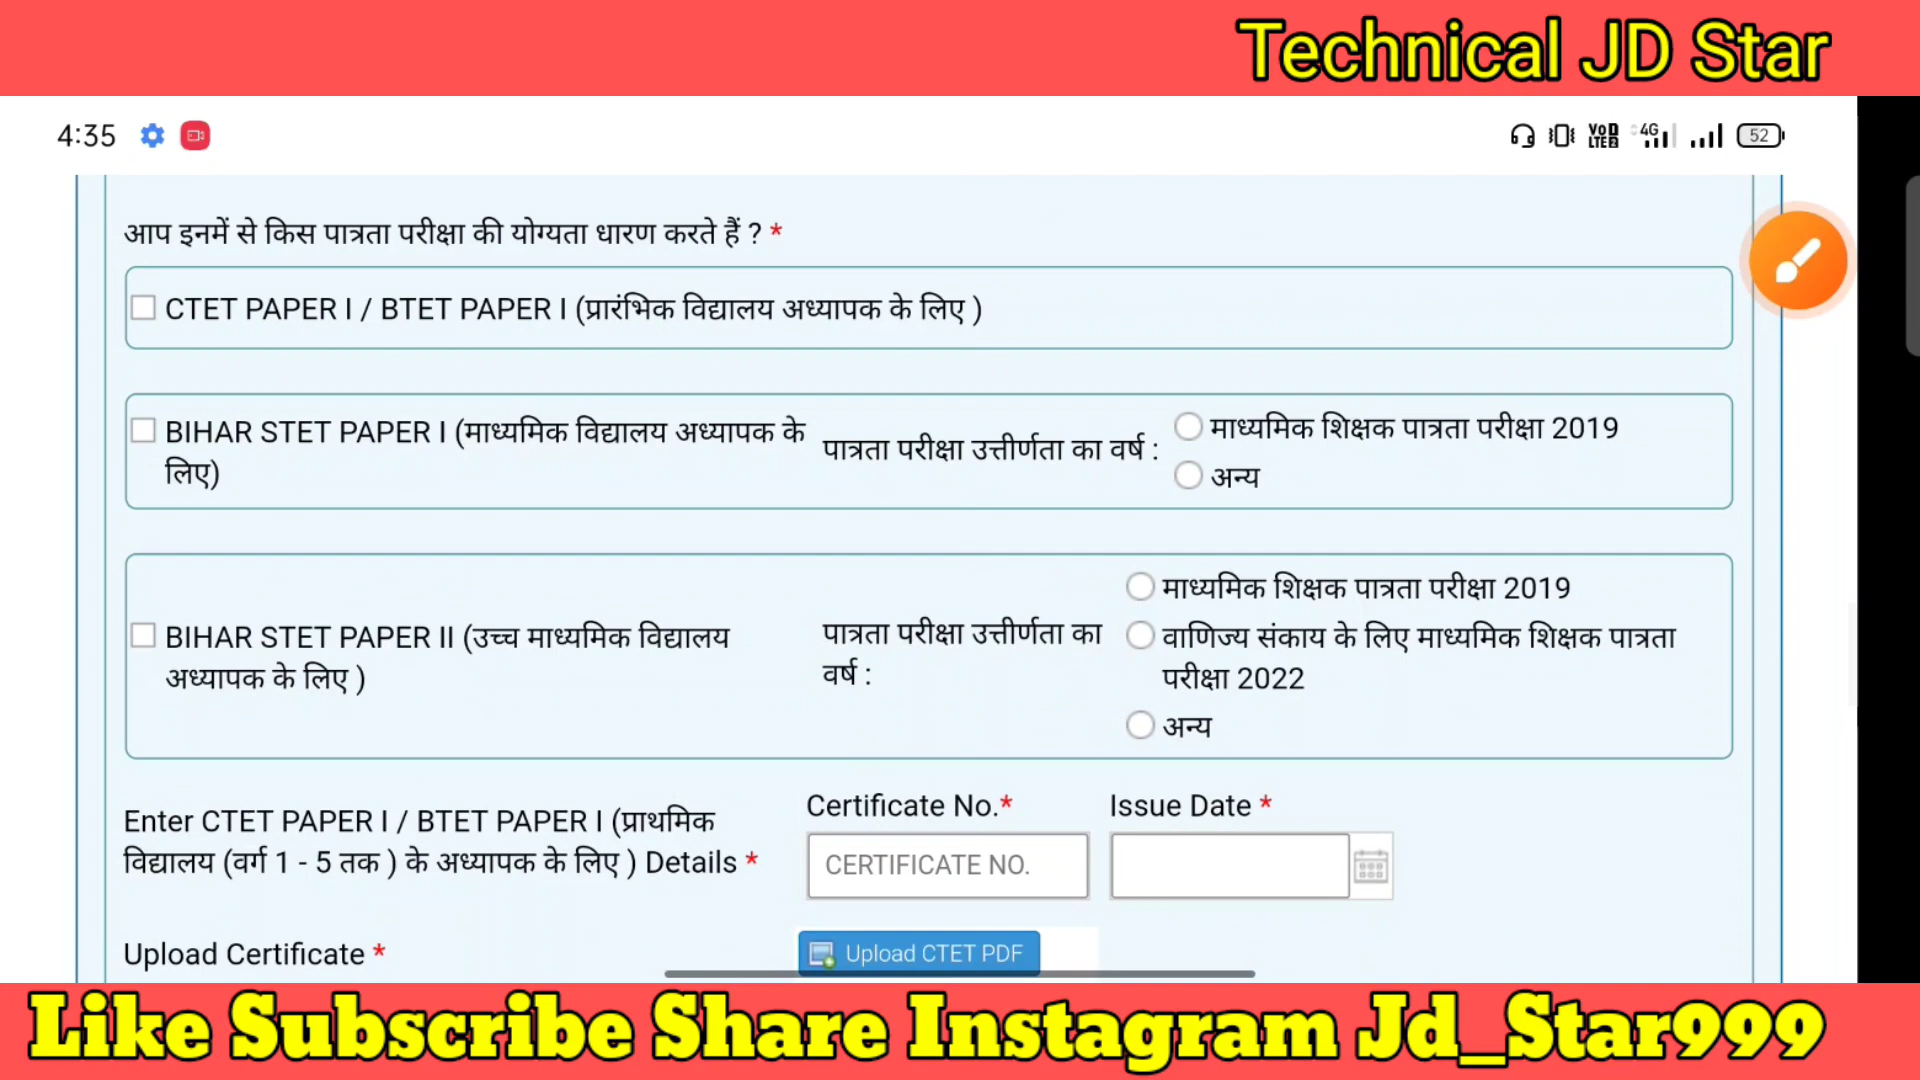 Technical JD Star
4:35
VoD LTE2 4G 52
आप इनमें से किस पात्रता परीक्षा की योग्यता धारण करते हैं ? *
CTET PAPER I / BTET PAPER I (प्रारंभिक विद्यालय अध्यापक के लिए )
BIHAR STET PAPER I (माध्यमिक विद्यालय अध्यापक के
लिए)
पात्रता परीक्षा उत्तीर्णता का वर्ष :
माध्यमिक शिक्षक पात्रता परीक्षा 2019
अन्य
BIHAR STET PAPER II (उच्च माध्यमिक विद्यालय
अध्यापक के लिए )
पात्रता परीक्षा उत्तीर्णता का
वर्ष :
माध्यमिक शिक्षक पात्रता परीक्षा 2019
वाणिज्य संकाय के लिए माध्यमिक शिक्षक पात्रता
परीक्षा 2022
अन्य
Enter CTET PAPER I / BTET PAPER I (प्राथमिक
विद्यालय (वर्ग 1 - 5 तक ) के अध्यापक के लिए ) Details *
Certificate No.*
CERTIFICATE NO.
Issue Date *
Upload Certificate *
Upload CTET PDF
Like Subscribe Share Instagram Jd_Star999